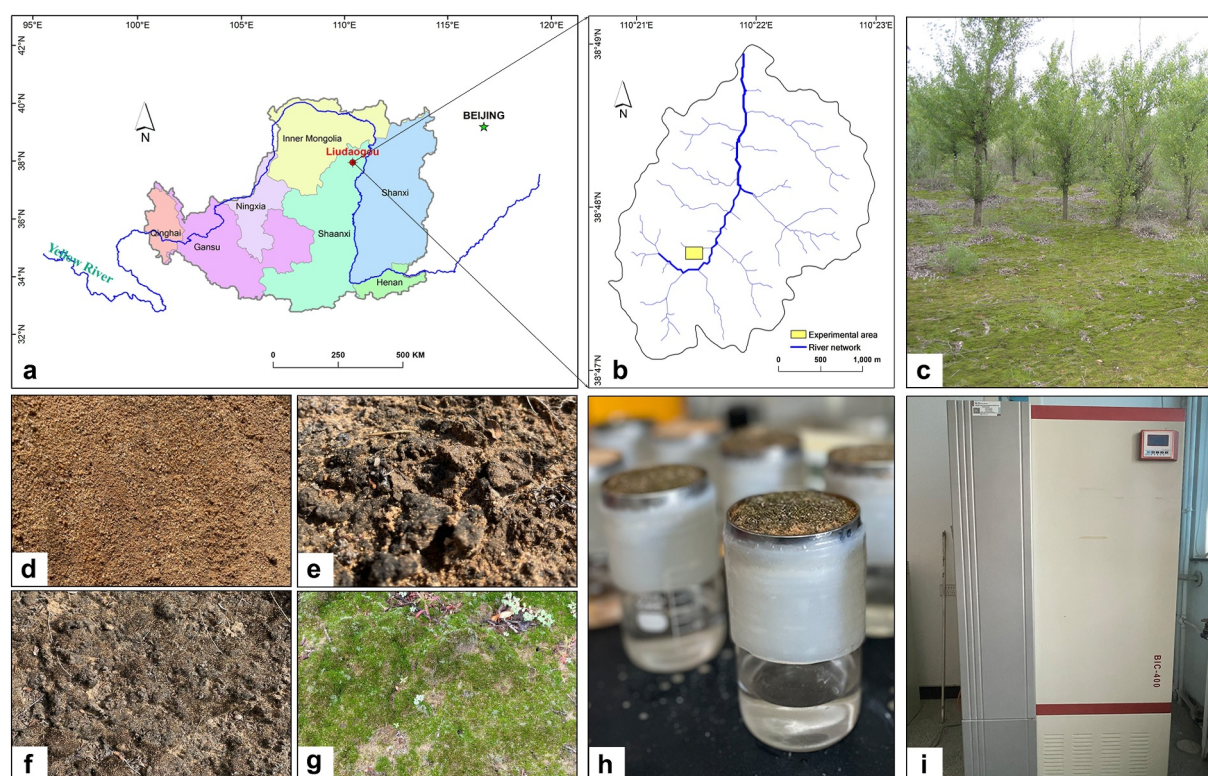 95°E 100°E 105°E 110°E 115°E 120°E
42°N
40°N
38°N
36°N
34°N
32°N
N
BEIJING
Inner Mongolia
Liudaogou
Shanxi
Ningxia
Qinghai
Gansu
Shaanxi
Yellow River
Henan
0 250 500 KM
a
110°21'E 110°22'E 110°23'E
38°49'N
38°48'N
38°47'N
N
Experimental area
River network
0 500 1,000 m
b
c
d
e
f
g
h
BIC-400
i